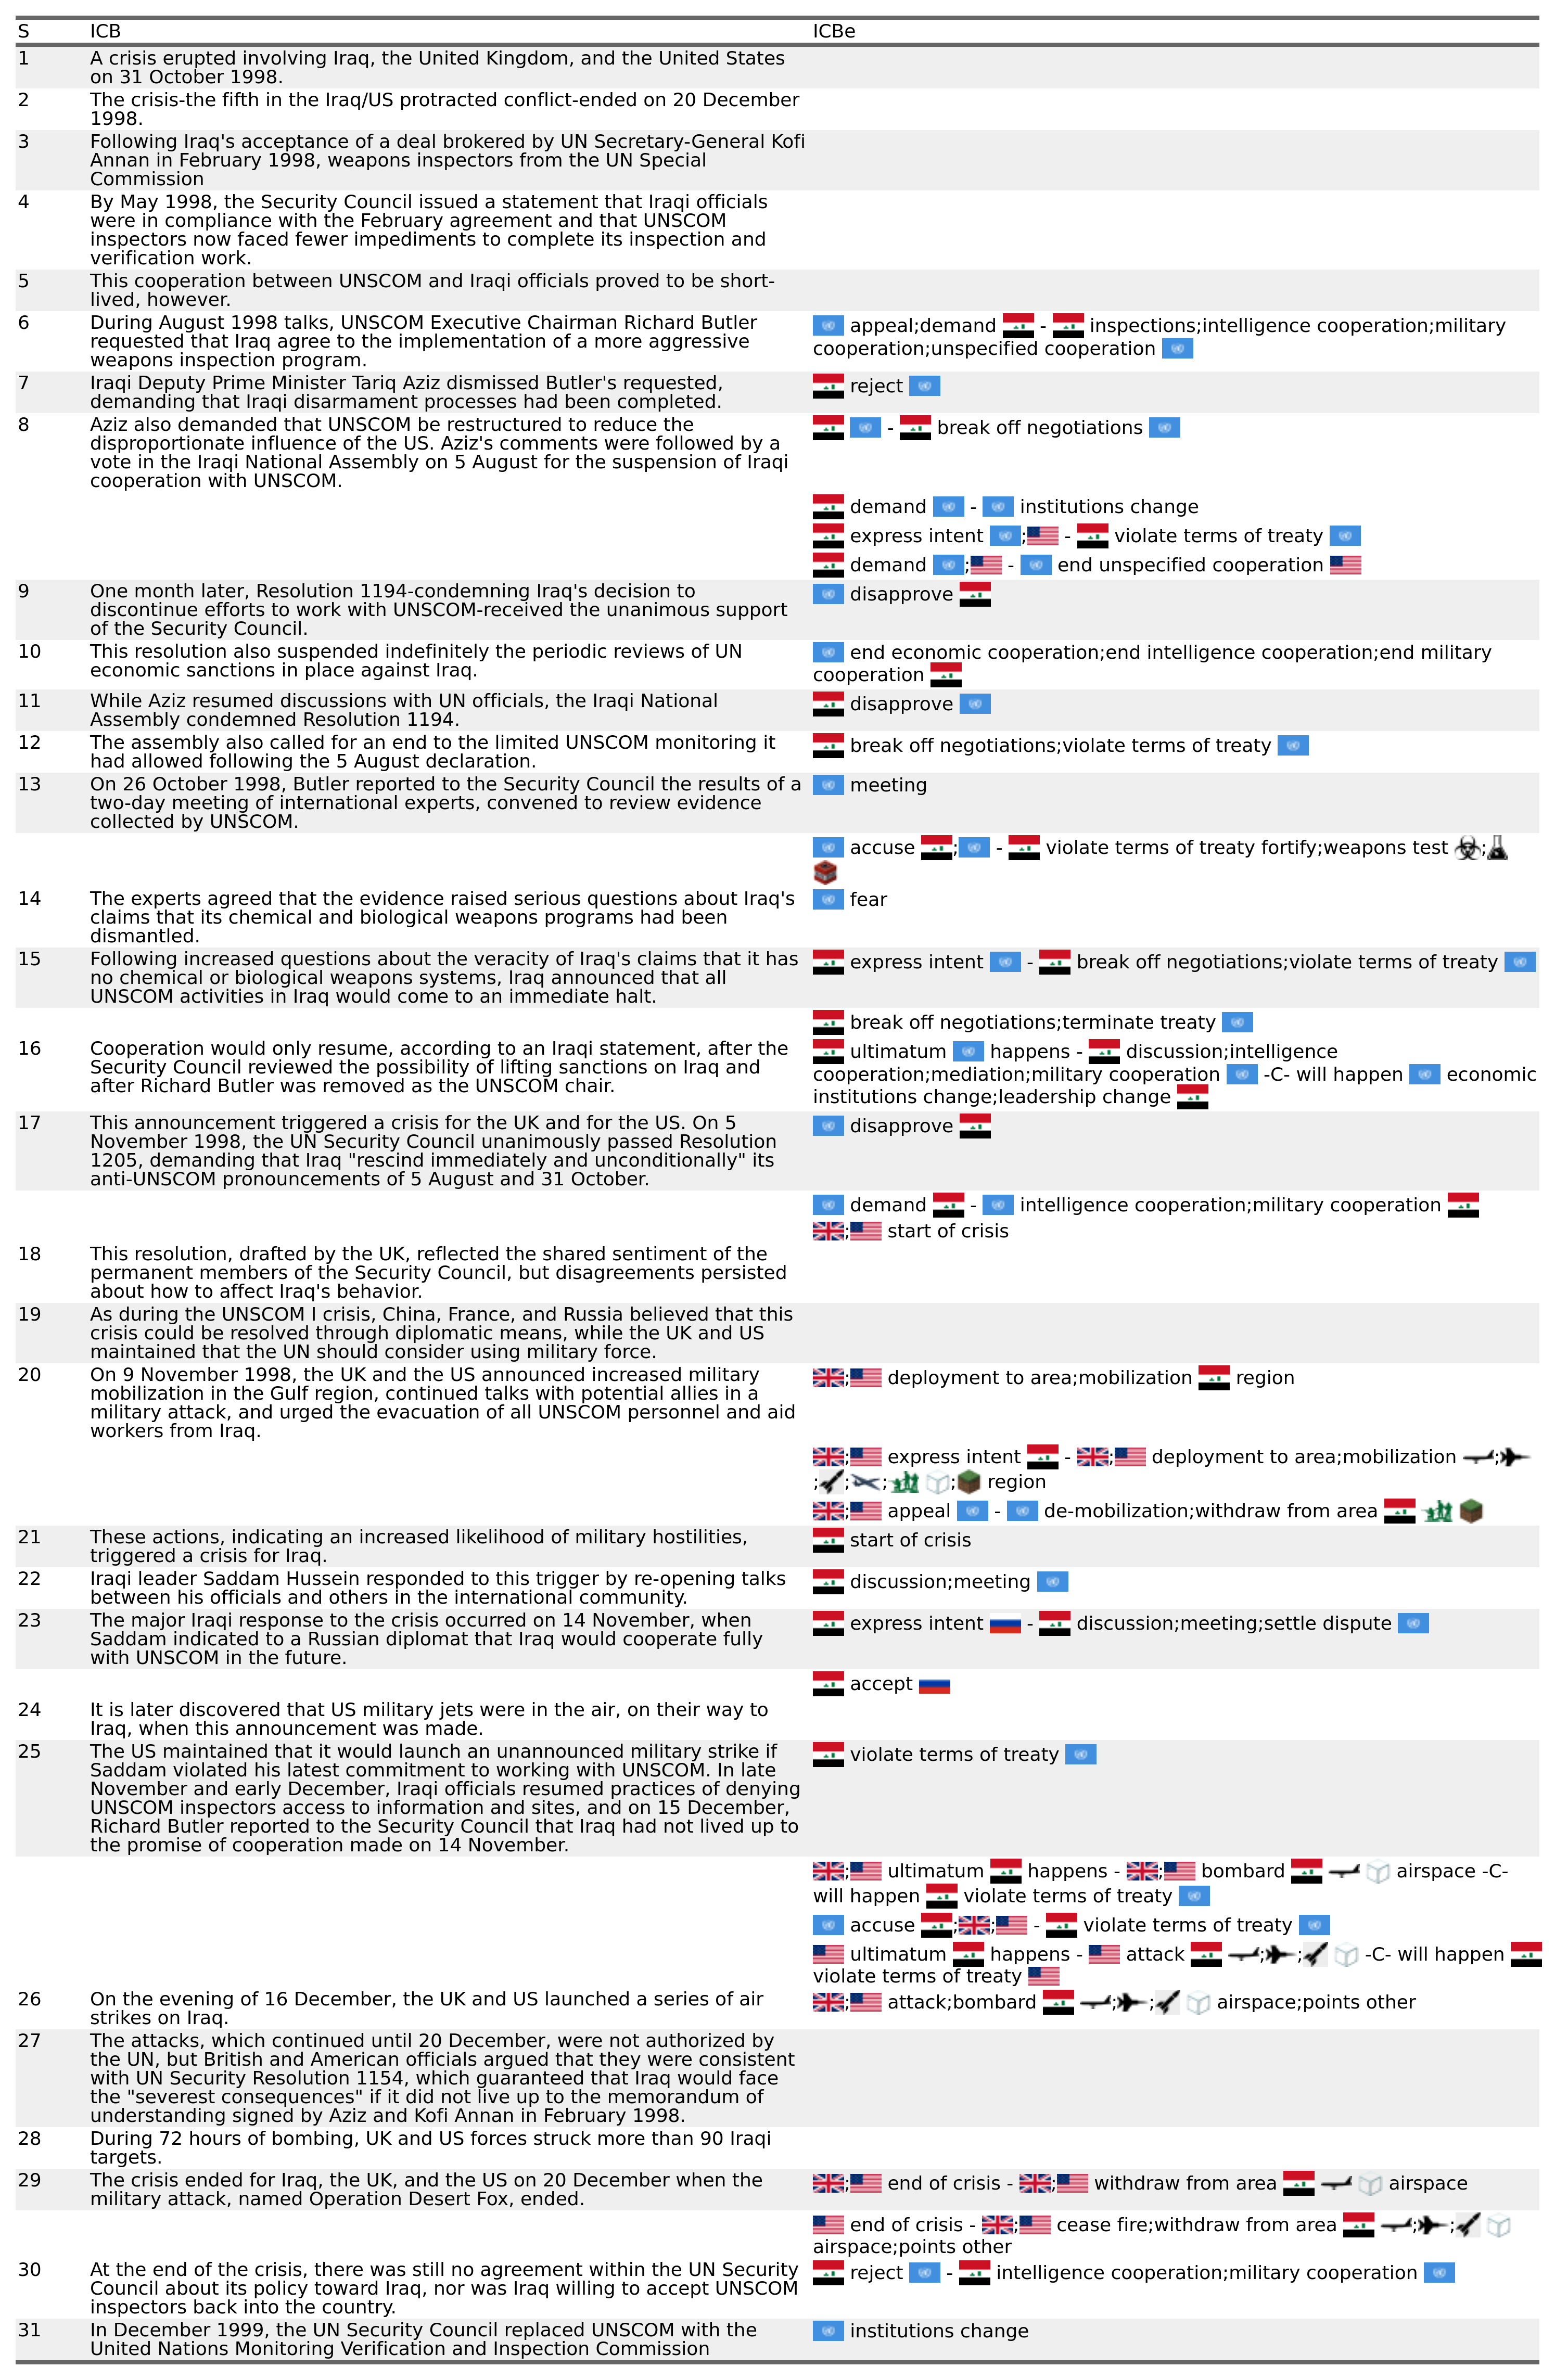 S ICB ICBe
1 A crisis erupted involving Iraq, the United Kingdom, and the United States
on 31 October 1998.
2 The crisis-the fifth in the Iraq/US protracted conflict-ended on 20 December
1998.
3 Following Iraq's acceptance of a deal brokered by UN Secretary-General Kofi
Annan in February 1998, weapons inspectors from the UN Special
Commission
4 By May 1998, the Security Council issued a statement that Iraqi officials
were in compliance with the February agreement and that UNSCOM
inspectors now faced fewer impediments to complete its inspection and
verification work.
5 This cooperation between UNSCOM and Iraqi officials proved to be short-
lived, however.
6 During August 1998 talks, UNSCOM Executive Chairman Richard Butler
requested that Iraq agree to the implementation of a more aggressive
weapons inspection program.
appeal;demand - inspections;intelligence cooperation;military
cooperation;unspecified cooperation
7 Iraqi Deputy Prime Minister Tariq Aziz dismissed Butler's requested,
demanding that Iraqi disarmament processes had been completed.
reject
8 Aziz also demanded that UNSCOM be restructured to reduce the
disproportionate influence of the US. Aziz's comments were followed by a
vote in the Iraqi National Assembly on 5 August for the suspension of Iraqi
cooperation with UNSCOM.
- break off negotiations
demand - institutions change
express intent ; - violate terms of treaty
demand ; - end unspecified cooperation
9 One month later, Resolution 1194-condemning Iraq's decision to
discontinue efforts to work with UNSCOM-received the unanimous support
of the Security Council.
disapprove
10 This resolution also suspended indefinitely the periodic reviews of UN
economic sanctions in place against Iraq.
end economic cooperation;end intelligence cooperation;end military
cooperation
11 While Aziz resumed discussions with UN officials, the Iraqi National
Assembly condemned Resolution 1194.
disapprove
12 The assembly also called for an end to the limited UNSCOM monitoring it
had allowed following the 5 August declaration.
break off negotiations;violate terms of treaty
13 On 26 October 1998, Butler reported to the Security Council the results of a
two-day meeting of international experts, convened to review evidence
collected by UNSCOM.
meeting
accuse ; - violate terms of treaty fortify;weapons test ;
14 The experts agreed that the evidence raised serious questions about Iraq's
claims that its chemical and biological weapons programs had been
dismantled.
fear
15 Following increased questions about the veracity of Iraq's claims that it has
no chemical or biological weapons systems, Iraq announced that all
UNSCOM activities in Iraq would come to an immediate halt.
express intent - break off negotiations;violate terms of treaty
break off negotiations;terminate treaty
16 Cooperation would only resume, according to an Iraqi statement, after the
Security Council reviewed the possibility of lifting sanctions on Iraq and
after Richard Butler was removed as the UNSCOM chair.
ultimatum happens - discussion;intelligence
cooperation;mediation;military cooperation -C- will happen economic
institutions change;leadership change
17 This announcement triggered a crisis for the UK and for the US. On 5
November 1998, the UN Security Council unanimously passed Resolution
1205, demanding that Iraq "rescind immediately and unconditionally" its
anti-UNSCOM pronouncements of 5 August and 31 October.
disapprove
demand - intelligence cooperation;military cooperation
; start of crisis
18 This resolution, drafted by the UK, reflected the shared sentiment of the
permanent members of the Security Council, but disagreements persisted
about how to affect Iraq's behavior.
19 As during the UNSCOM I crisis, China, France, and Russia believed that this
crisis could be resolved through diplomatic means, while the UK and US
maintained that the UN should consider using military force.
20 On 9 November 1998, the UK and the US announced increased military
mobilization in the Gulf region, continued talks with potential allies in a
military attack, and urged the evacuation of all UNSCOM personnel and aid
workers from Iraq.
; deployment to area;mobilization region
; express intent - ; deployment to area;mobilization ;
; ; ; ; region
; appeal - de-mobilization;withdraw from area
21 These actions, indicating an increased likelihood of military hostilities,
triggered a crisis for Iraq.
start of crisis
22 Iraqi leader Saddam Hussein responded to this trigger by re-opening talks
between his officials and others in the international community.
discussion;meeting
23 The major Iraqi response to the crisis occurred on 14 November, when
Saddam indicated to a Russian diplomat that Iraq would cooperate fully
with UNSCOM in the future.
express intent - discussion;meeting;settle dispute
accept
24 It is later discovered that US military jets were in the air, on their way to
Iraq, when this announcement was made.
25 The US maintained that it would launch an unannounced military strike if
Saddam violated his latest commitment to working with UNSCOM. In late
November and early December, Iraqi officials resumed practices of denying
UNSCOM inspectors access to information and sites, and on 15 December,
Richard Butler reported to the Security Council that Iraq had not lived up to
the promise of cooperation made on 14 November.
violate terms of treaty
; ultimatum happens - ; bombard airspace -C-
will happen violate terms of treaty
accuse ; ; - violate terms of treaty
ultimatum happens - attack ; ; -C- will happen
violate terms of treaty
26 On the evening of 16 December, the UK and US launched a series of air
strikes on Iraq.
; attack;bombard ; ; airspace;points other
27 The attacks, which continued until 20 December, were not authorized by
the UN, but British and American officials argued that they were consistent
with UN Security Resolution 1154, which guaranteed that Iraq would face
the "severest consequences" if it did not live up to the memorandum of
understanding signed by Aziz and Kofi Annan in February 1998.
28 During 72 hours of bombing, UK and US forces struck more than 90 Iraqi
targets.
29 The crisis ended for Iraq, the UK, and the US on 20 December when the
military attack, named Operation Desert Fox, ended.
; end of crisis - ; withdraw from area airspace
end of crisis - ; cease fire;withdraw from area ; ;
airspace;points other
30 At the end of the crisis, there was still no agreement within the UN Security
Council about its policy toward Iraq, nor was Iraq willing to accept UNSCOM
inspectors back into the country.
reject - intelligence cooperation;military cooperation
31 In December 1999, the UN Security Council replaced UNSCOM with the
United Nations Monitoring Verification and Inspection Commission
institutions change